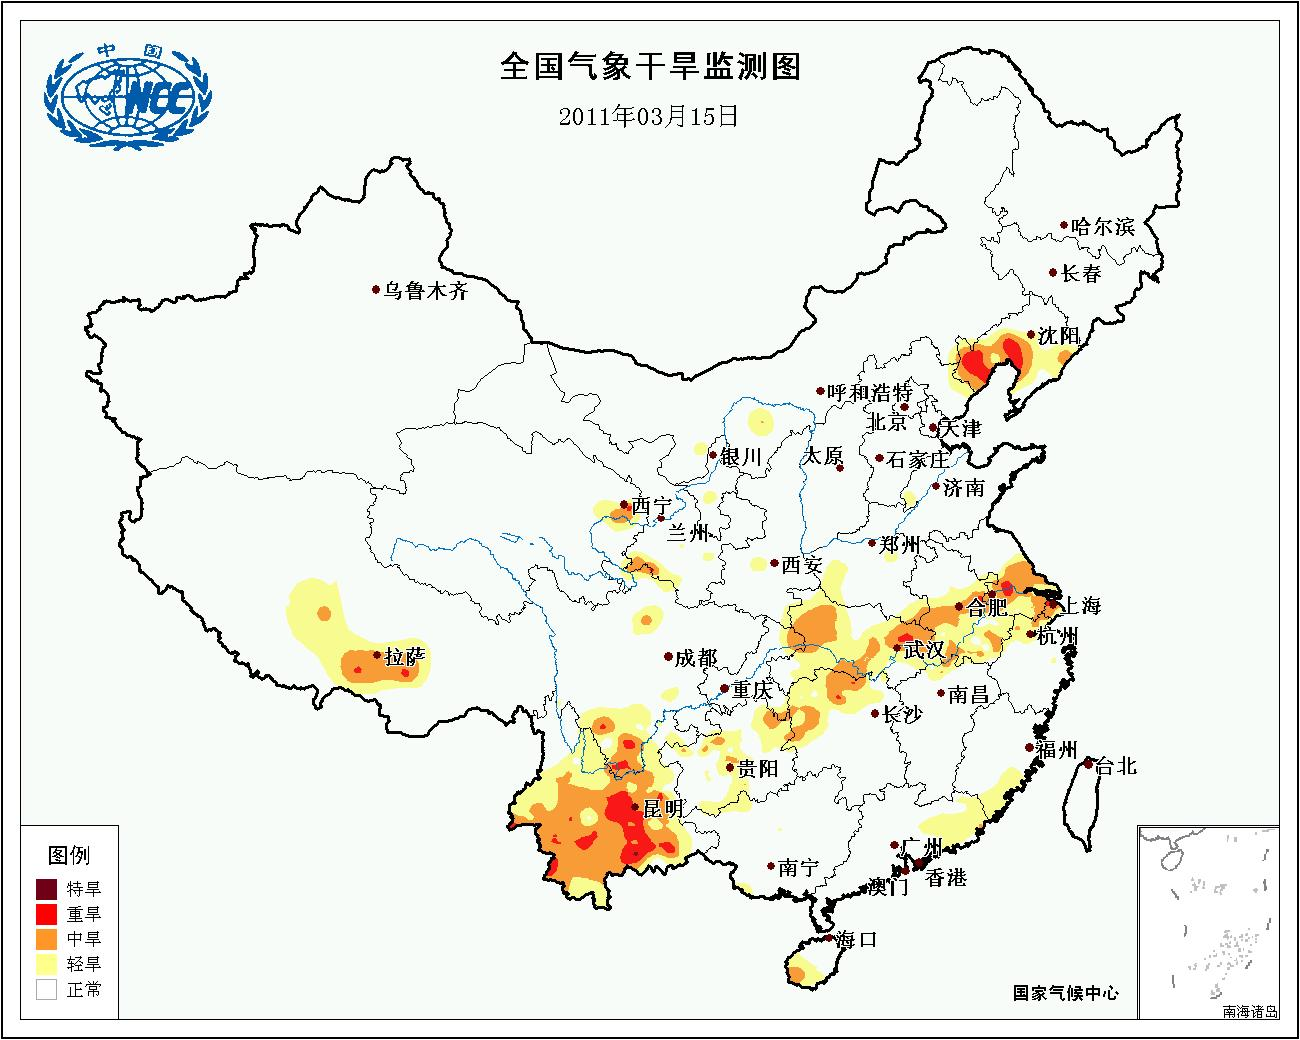 中国
NCC
全国气象干旱监测图
2011年03月15日
哈尔滨
长春
乌鲁木齐
沈阳
呼和浩特
北京
天津
银川
太原
石家庄
济南
西宁
兰州
郑州
西安
合肥
上海
杭州
武汉
拉萨
成都
重庆
南昌
长沙
福州
台北
贵阳
昆明
广州
南宁
香港
澳门
海口
图例
特旱
重旱
中旱
轻旱
正常
国家气候中心
南海诸岛